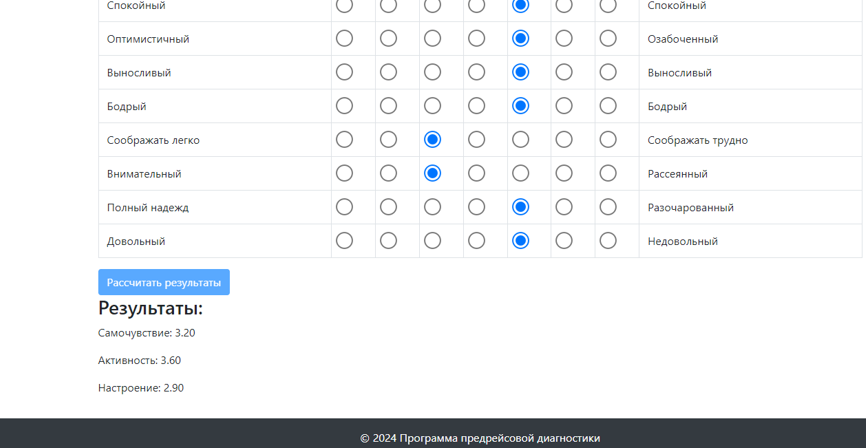 Спокойный Спокойный
Оптимистичный Озабоченный
Выносливый Выносливый
Бодрый Бодрый
Соображать легко Соображать трудно
Внимательный Рассеянный
Полный надежд Разочарованный
Довольный Недовольный
Рассчитать результаты
Результаты:
Самочувствие: 3.20
Активность: 3.60
Настроение: 2.90
© 2024 Программа предрейсовой диагностики